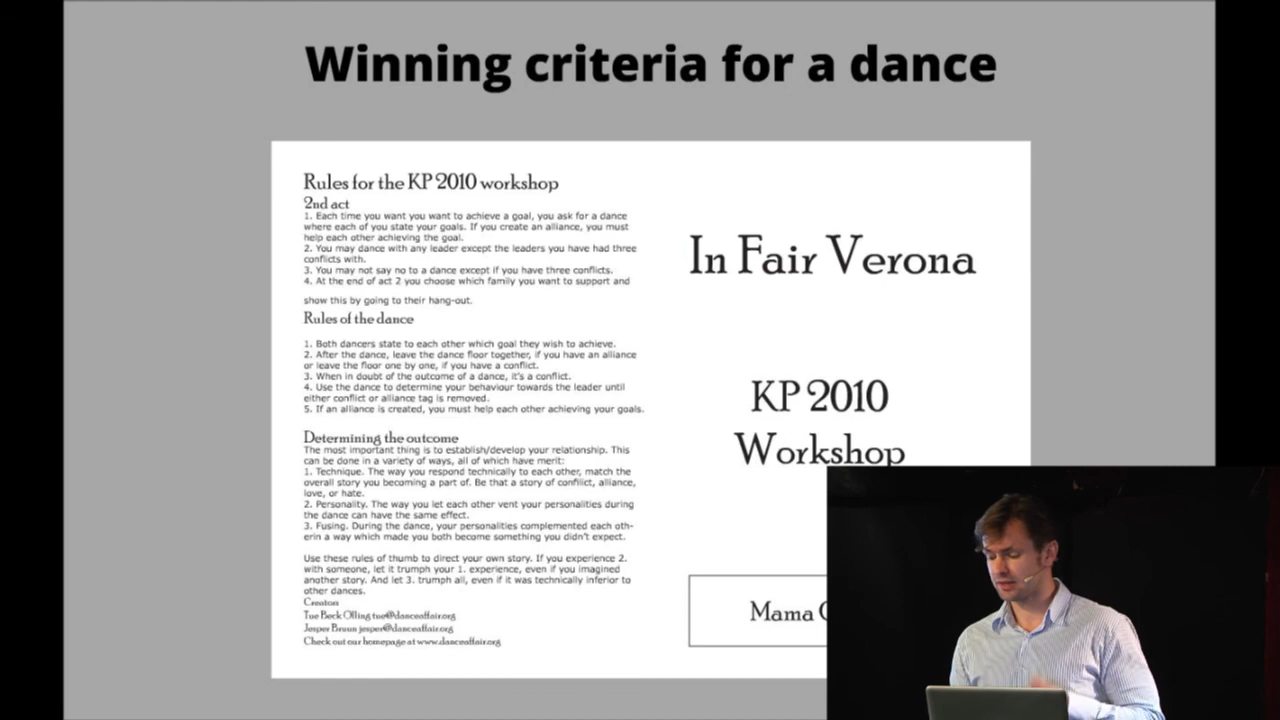 Winning criteria for a dance
Rules for the KP 2010 workshop
2nd act
1. Each time you want you want to achieve a goal, you ask for a dance
where each of you state your goals. If you create an alliance, you must
help each other achieving the goal.
2. You may dance with any leader except the leaders you have had three
conflicts with.
3. You may not say no to a dance except if you have three conflicts.
4. At the end of act 2 you choose which family you want to support and
show this by going to their hang-out.
Rules of the dance
1. Both dancers state to each other which goal they wish to achieve.
2. After the dance, leave the dance floor together, if you have an alliance
or leave the floor one by one, if you have a conflict.
3. When in doubt of the outcome of a dance, it's a conflict.
4. Use the dance to determine your behaviour towards the leader until
either conflict or alliance tag is removed.
5. If an alliance is created, you must help each other achieving your goals.
Determining the outcome
The most important thing is to establish/develop your relationship. This
can be done in a variety of ways, all of which have merit:
1. Technique. The way you respond technically to each other, match the
overall story you becoming a part of. Be that a story of conflict, alliance,
love, or hate.
2. Personality. The way you let each other vent your personalities during
the dance can have the same effect.
3. Fusing. During the dance, your personalities complemented each oth-
erin a way which made you both become something you didn't expect.
Use these rules of thumb to direct your own story. If you experience 2.
with someone, let it trumph your 1. experience, even if you imagined
another story. And let 3. trumph all, even if it was technically inferior to
other dances.
Creators
Tue Beck Olling tue@danceaffair.org
Jesper Bruun jesper@danceaffair.org
Check out our homepage at www.danceaffair.org
In Fair Verona
KP 2010
Workshop
Mama